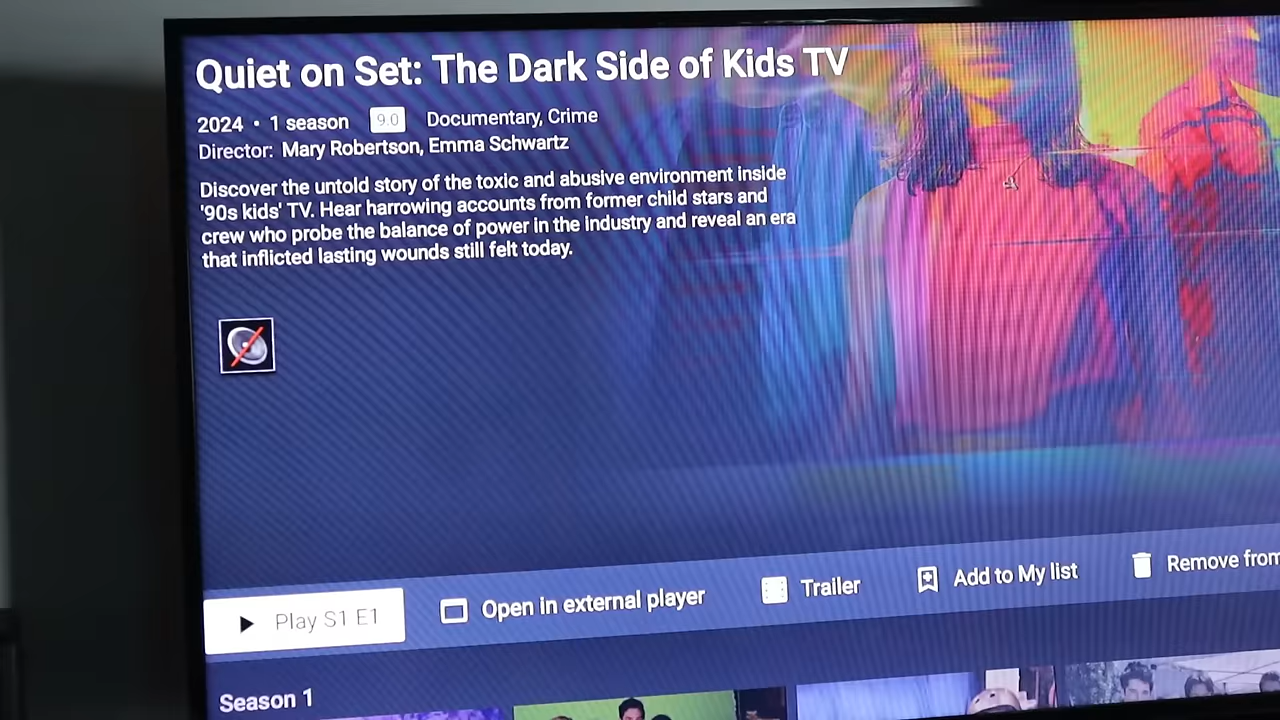 Quiet on Set: The Dark Side of Kids TV
2024 • 1 season 9.0 Documentary, Crime
Director: Mary Robertson, Emma Schwartz
Discover the untold story of the toxic and abusive environment inside
'90s kids' TV. Hear harrowing accounts from former child stars and
crew who probe the balance of power in the industry and reveal an era
that inflicted lasting wounds still felt today.
Play S1 E1
Open in external player
Trailer
Add to My list
Remove from
Season 1